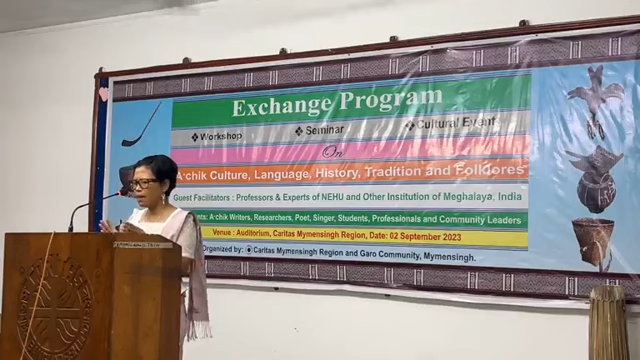 Exchange Program
Workshop
Seminar
Cultural Event
On
A'chik Culture, Language, History, Tradition and Folklores
Guest Facilitators : Professors & Experts of NEHU and Other Institution of Meghalaya, India
nts: A'chik Writers, Researchers, Poet, Singer, Students, Professionals and Community Leaders
Venue : Auditorium, Caritas Mymensingh Region, Date: 02 September 2023
Organized by: Caritas Mymensingh Region and Garo Community, Mymensingh.